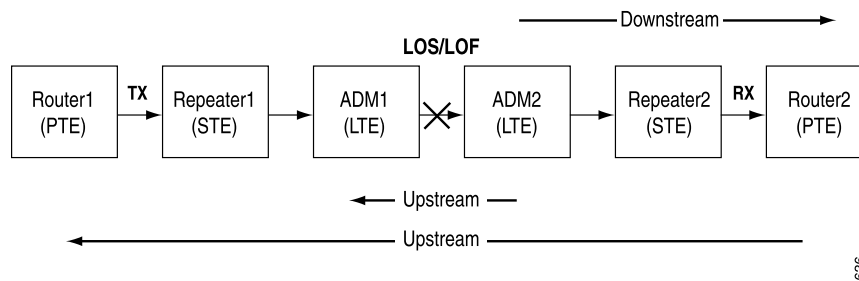 Downstream
LOS/LOF
Router1
(PTE)
TX
Repeater1
(STE)
ADM1
(LTE)
ADM2
(LTE)
Repeater2
(STE)
RX
Router2
(PTE)
Upstream
Upstream